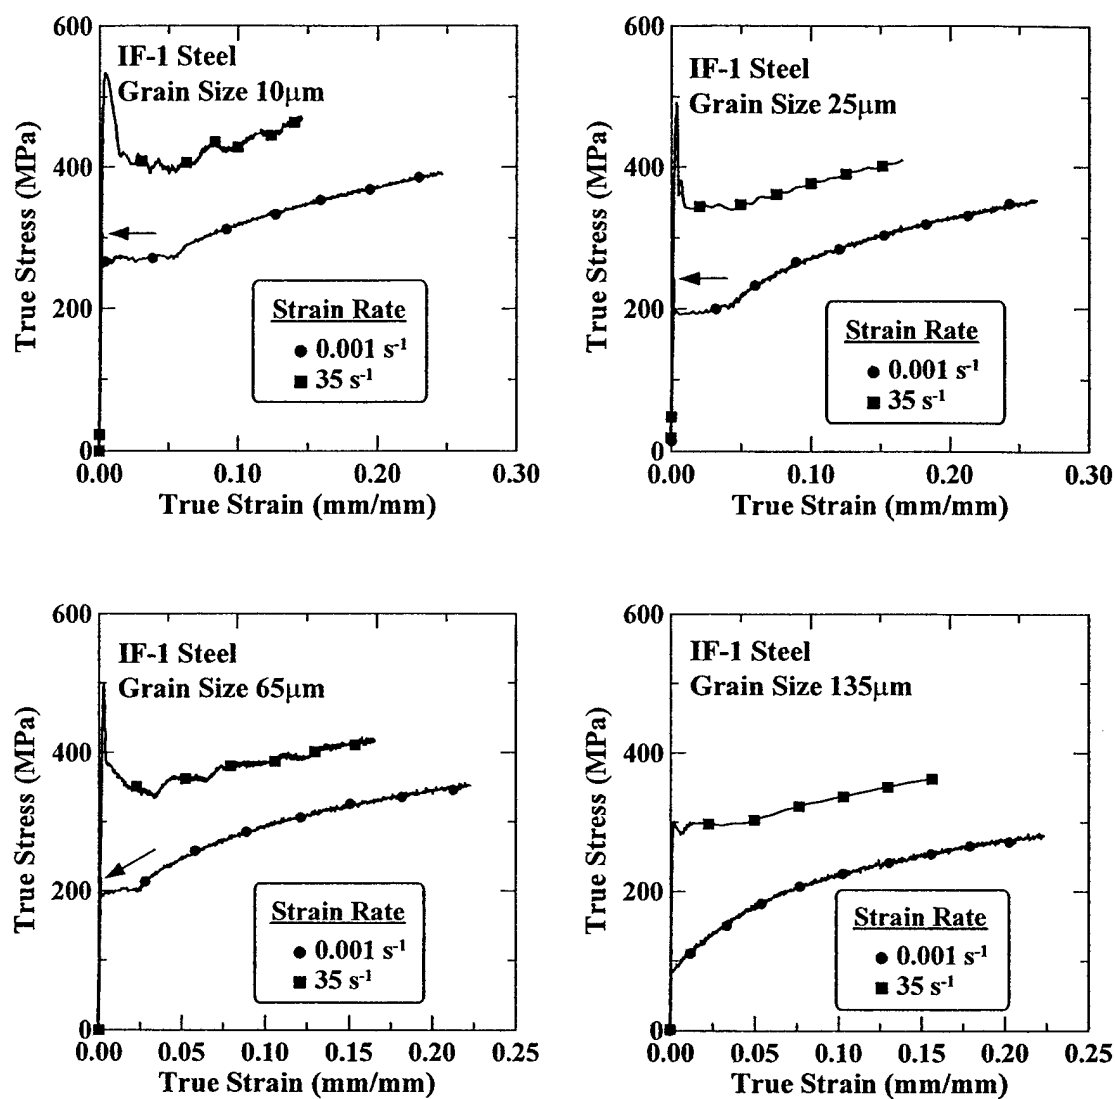 600
IF-1 Steel
Grain Size 10μm
400
200
0
True Stress (MPa)
Strain Rate
0.001 s⁻¹
35 s⁻¹
0.00 0.10 0.20 0.30
True Strain (mm/mm)
600
IF-1 Steel
Grain Size 25μm
400
200
0
True Stress (MPa)
Strain Rate
0.001 s⁻¹
35 s⁻¹
0.00 0.10 0.20 0.30
True Strain (mm/mm)
600
IF-1 Steel
Grain Size 65μm
400
200
0
True Stress (MPa)
Strain Rate
0.001 s⁻¹
35 s⁻¹
0.00 0.05 0.10 0.15 0.20 0.25
True Strain (mm/mm)
600
IF-1 Steel
Grain Size 135μm
400
200
0
True Stress (MPa)
Strain Rate
0.001 s⁻¹
35 s⁻¹
0.00 0.05 0.10 0.15 0.20 0.25
True Strain (mm/mm)